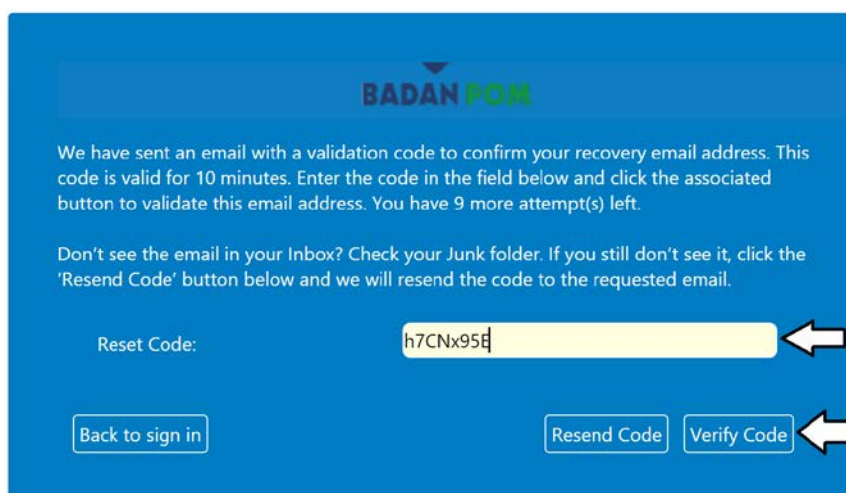 BADAN POM
We have sent an email with a validation code to confirm your recovery email address. This
code is valid for 10 minutes. Enter the code in the field below and click the associated
button to validate this email address. You have 9 more attempt(s) left.
Don't see the email in your Inbox? Check your Junk folder. If you still don't see it, click the
'Resend Code' button below and we will resend the code to the requested email.
Reset Code: h7CNx95E
Back to sign in Resend Code Verify Code